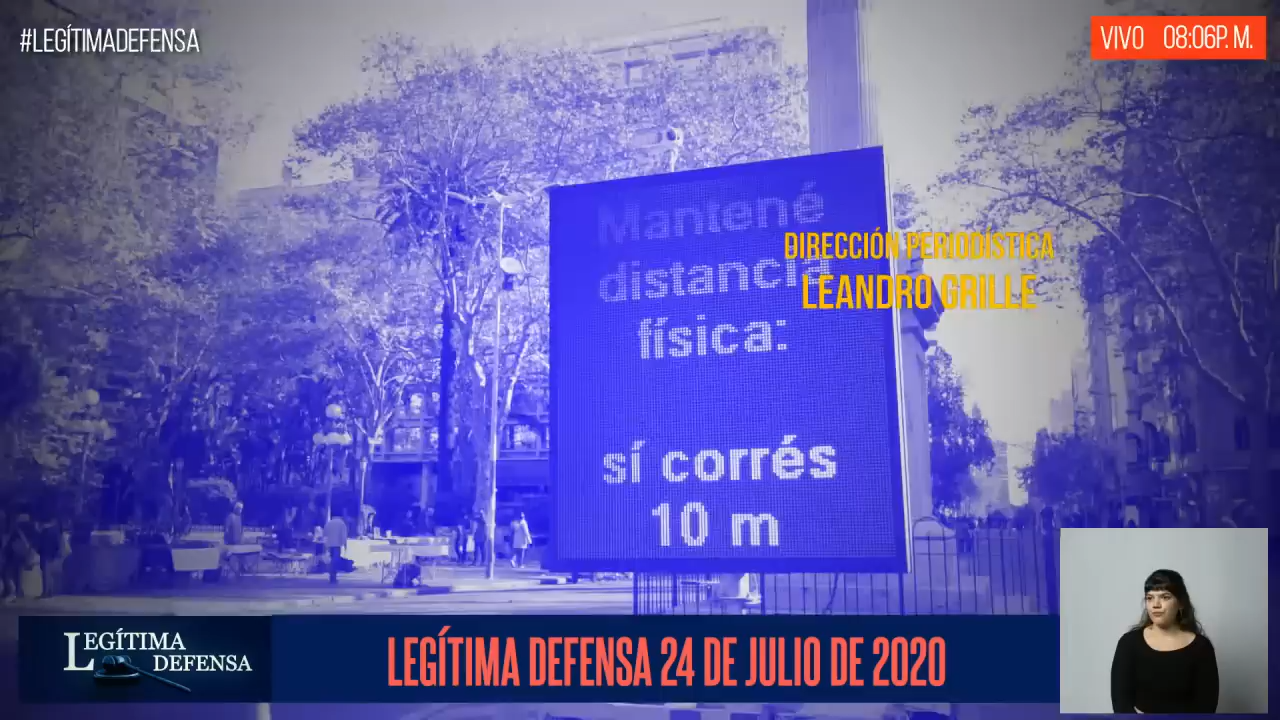 #LEGÍTIMADEFENSA
VIVO 08:06P. M.
Mantené
distancia
física:
sí corrés
10 m
DIRECCIÓN PERIODÍSTICA
LEANDRO GRILLE
LEGÍTIMA
DEFENSA
LEGÍTIMA DEFENSA 24 DE JULIO DE 2020